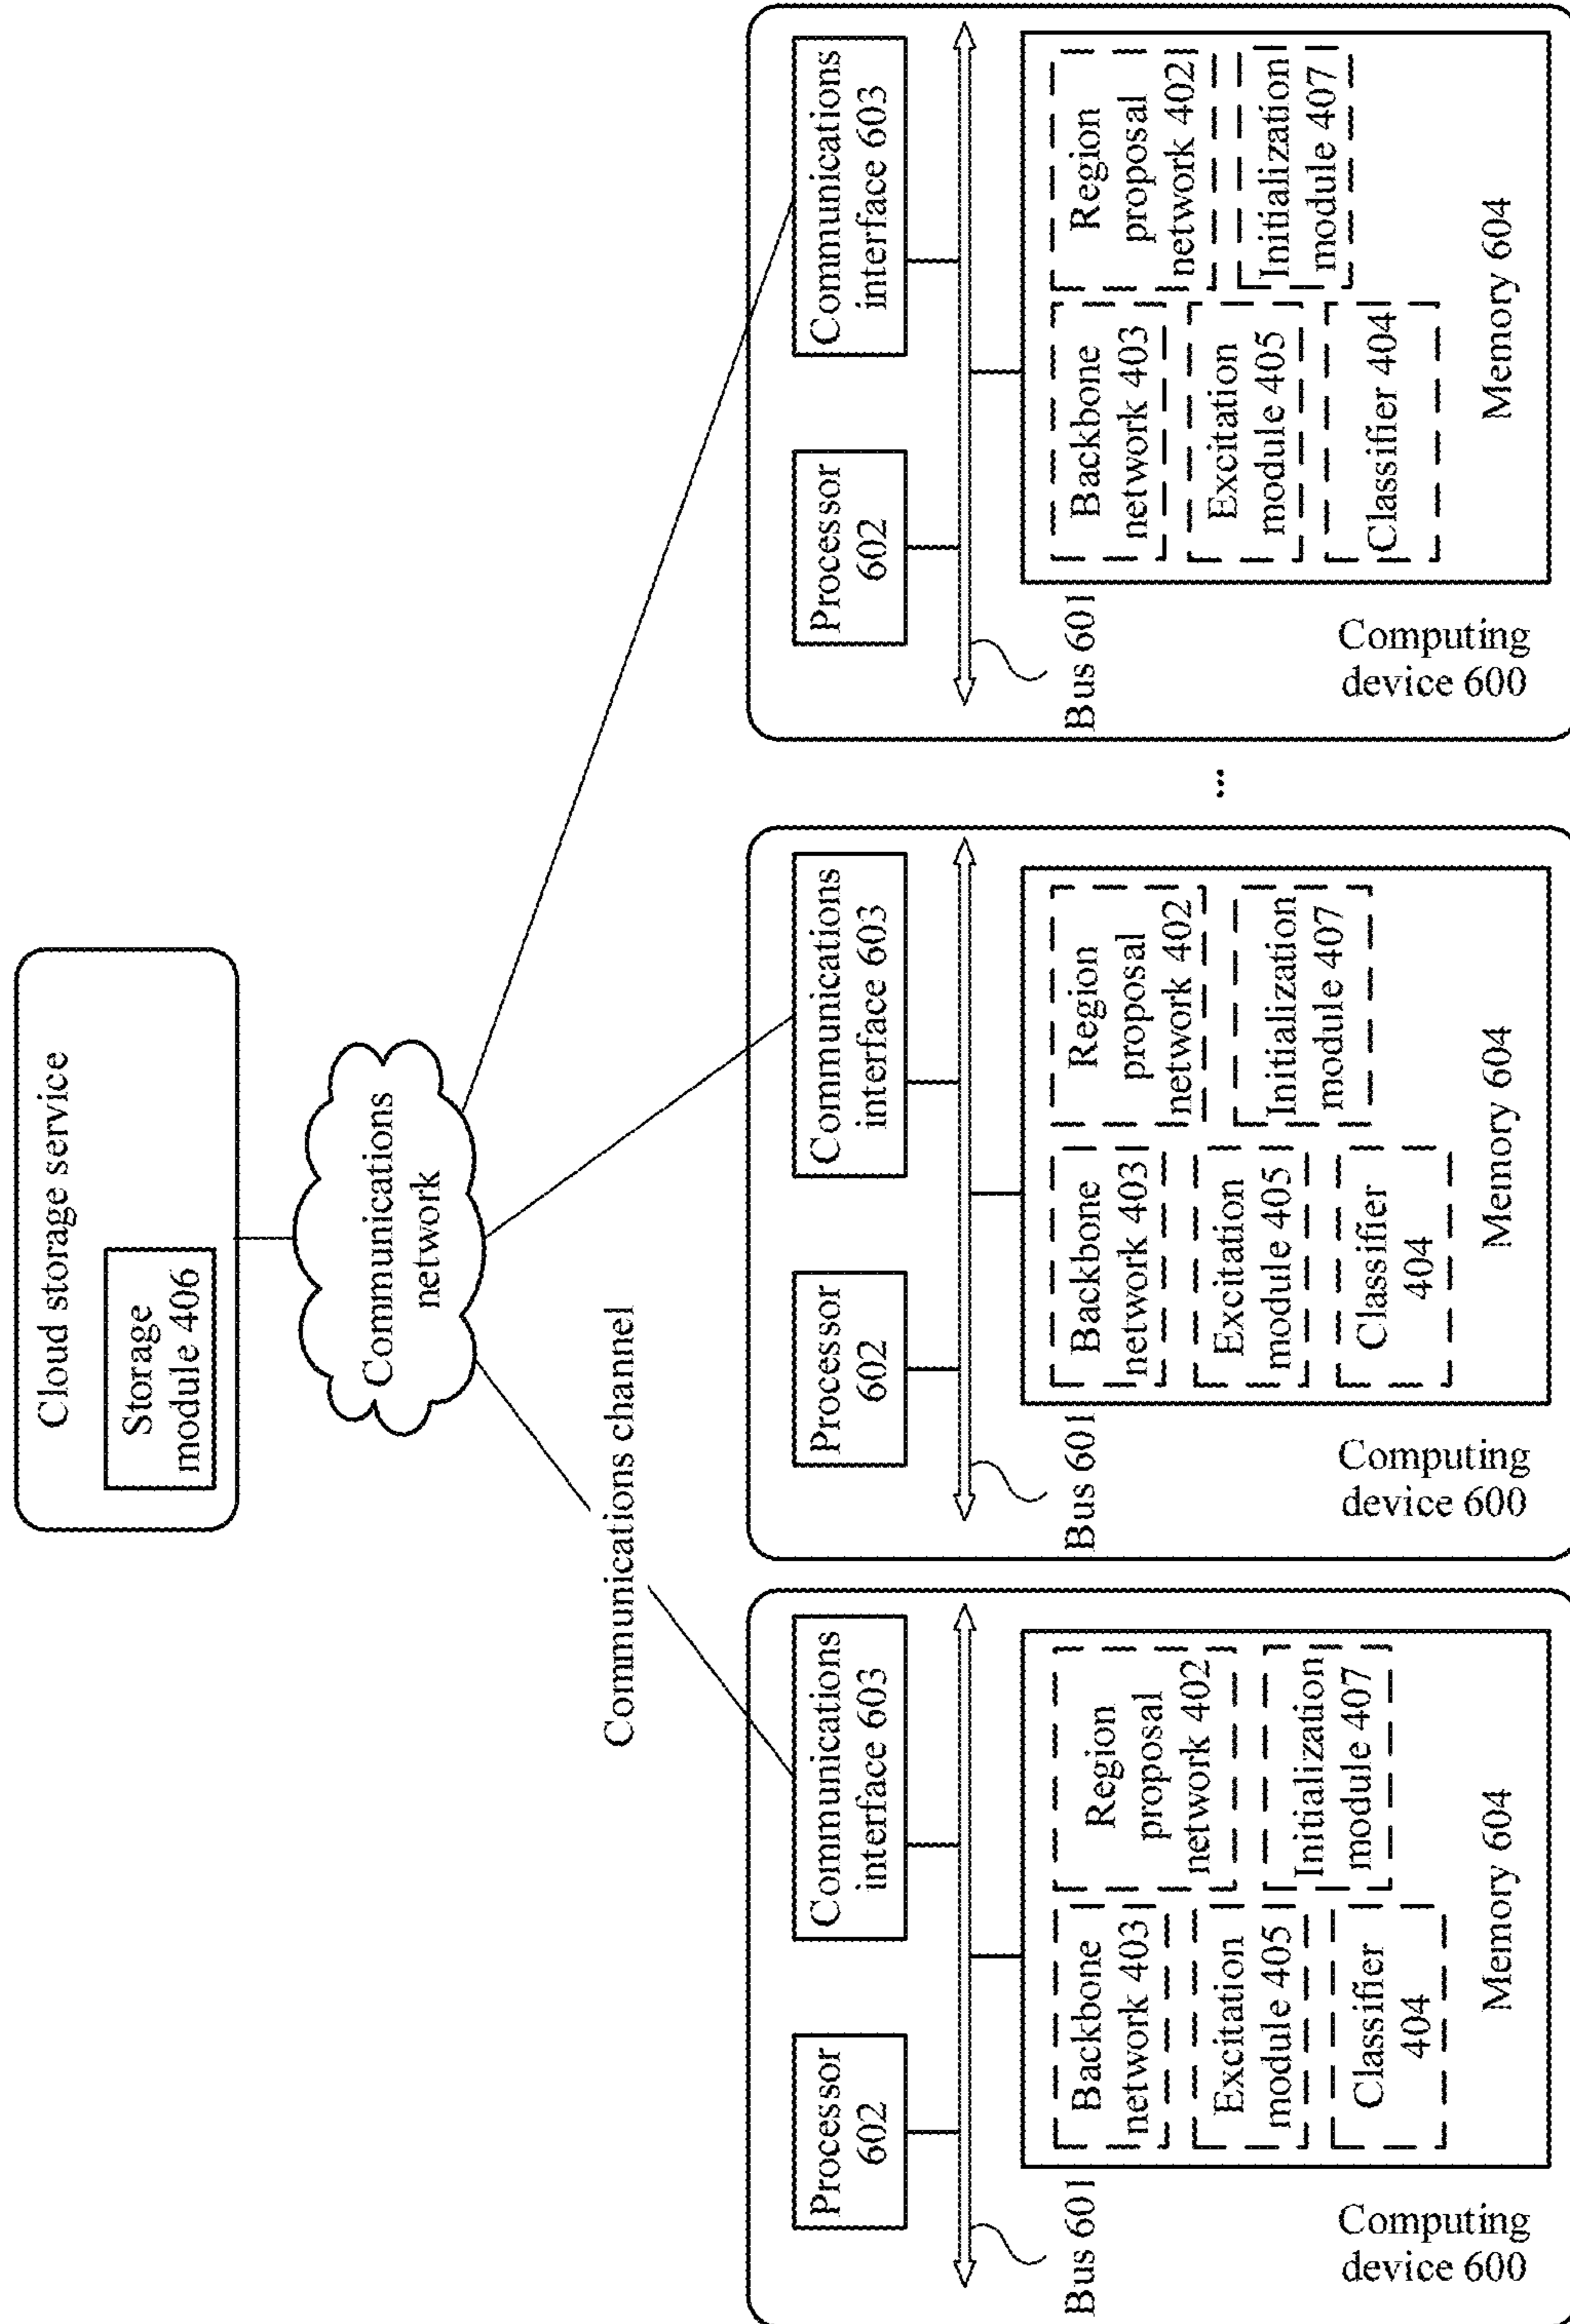 Cloud storage service
Storage
module 406
Communications
network
Communications channel
Processor
602
Communications
interface 603
Bus 601
Backbone
network 403
Region
proposal
network 402
Excitation
module 405
Initialization
module 407
Classifier
404
Memory 604
Computing
device 600
Processor
602
Communications
interface 603
Bus 601
Backbone
network 403
Region
proposal
network 402
Excitation
module 405
Initialization
module 407
Classifier
404
Memory 604
Computing
device 600
...
Processor
602
Communications
interface 603
Bus 601
Backbone
network 403
Region
proposal
network 402
Excitation
module 405
Initialization
module 407
Classifier 404
Memory 604
Computing
device 600